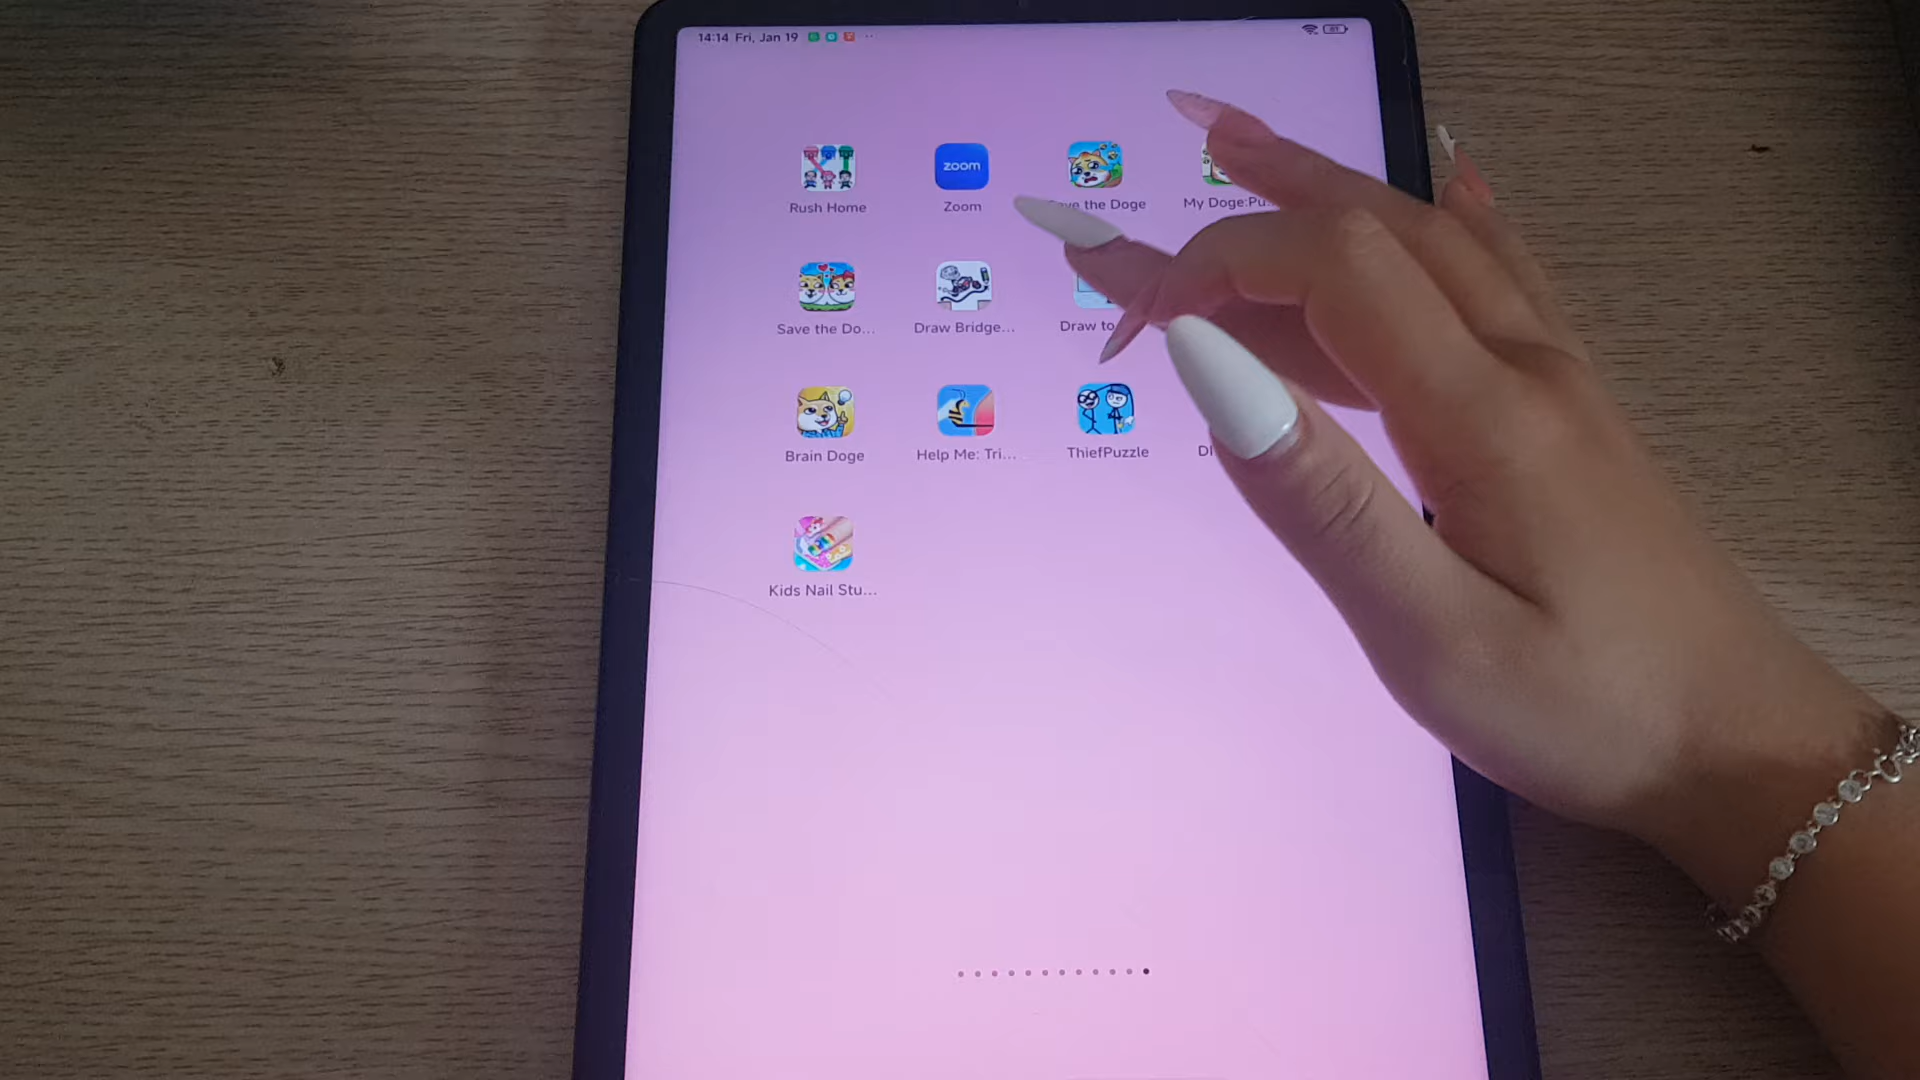 14:14 Fri, Jan 19
zoom
Rush Home
Zoom
the Doge
My Doge:Pu...
Save the Do...
Draw Bridge...
Draw to
Brain Doge
Help Me: Tri...
ThiefPuzzle
Kids Nail Stu...